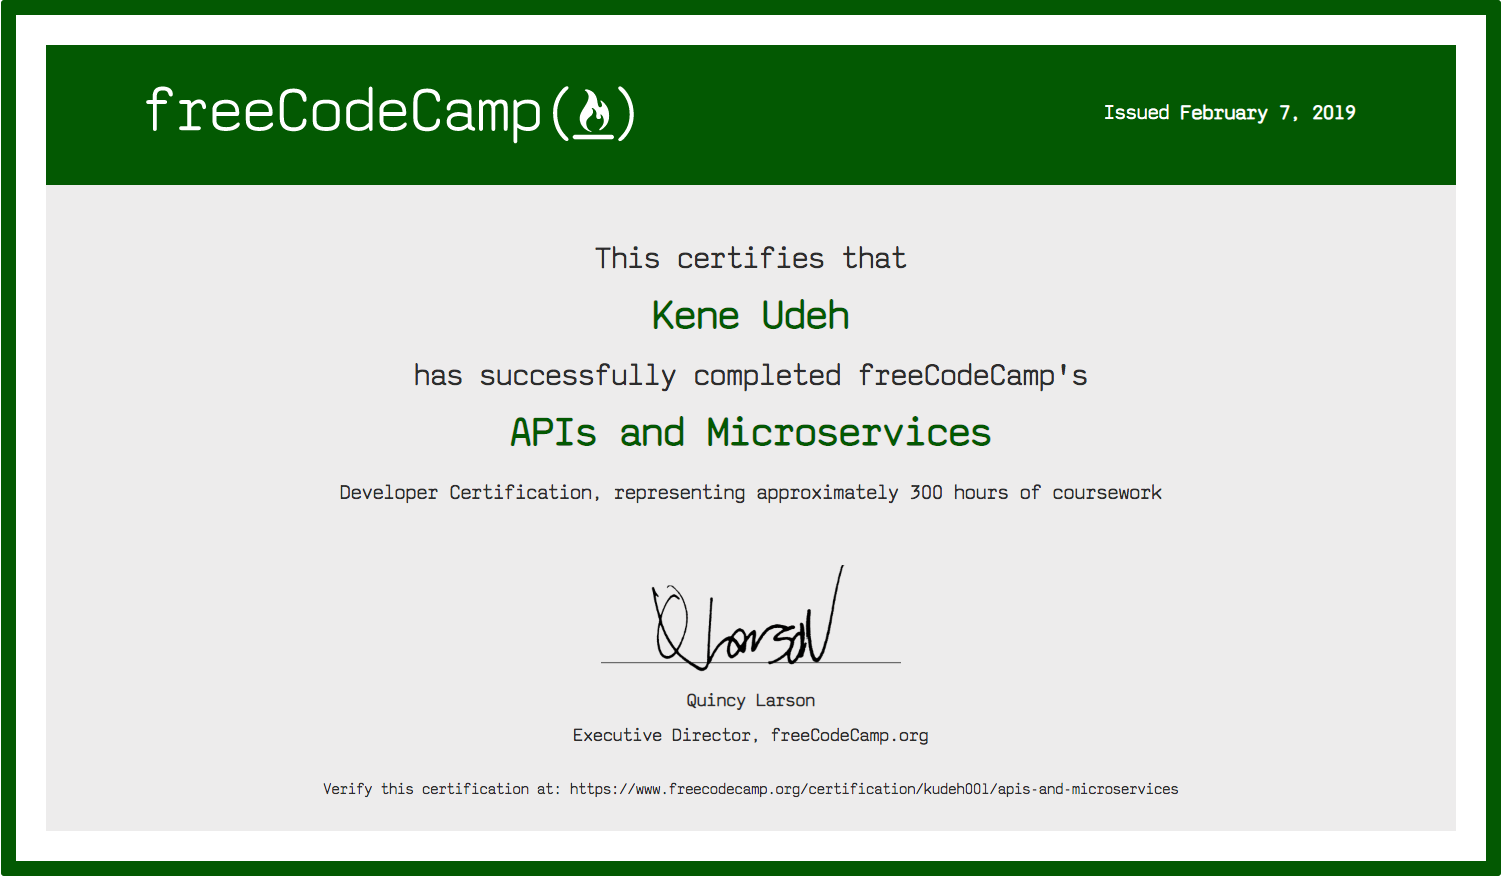 freeCodeCamp(🔥)
Issued February 7, 2019
This certifies that
Kene Udeh
has successfully completed freeCodeCamp's
APIs and Microservices
Developer Certification, representing approximately 300 hours of coursework
QLarson
Quincy Larson
Executive Director, freeCodeCamp.org
Verify this certification at: https://www.freecodecamp.org/certification/kudeh001/apis-and-microservices